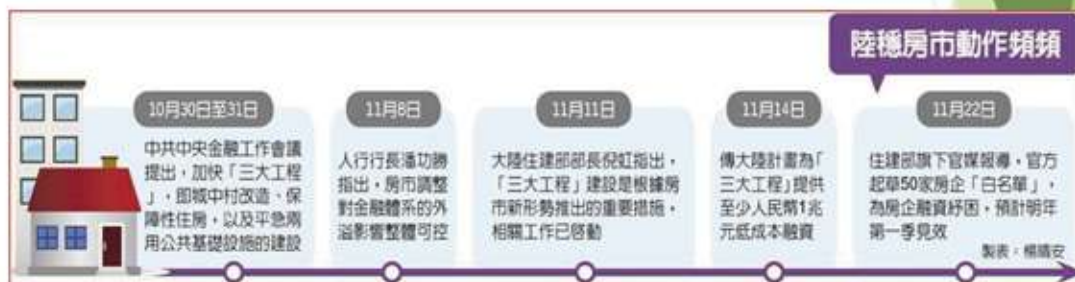 陸穩房市動作頻頻
10月30日至31日
中共中央金融工作會議
提出，加快「三大工程
」，即城中村改造、保
障性住房，以及平急兩
用公共基礎設施的建設
11月8日
人行行長潘功勝
指出，房市調整
對金融體系的外
溢影響整體可控
11月11日
大陸住建部部長倪虹指出，
「三大工程」建設是根據房
市新形勢推出的重要措施，
相關工作已啟動
11月14日
傳大陸計畫為「
三大工程」提供
至少人民幣1兆
元低成本融資
11月22日
住建部旗下官媒報導，官方
起草50家房企「白名單」，
為房企融資紓困，預計明年
第一季見效
製表：楊晴安